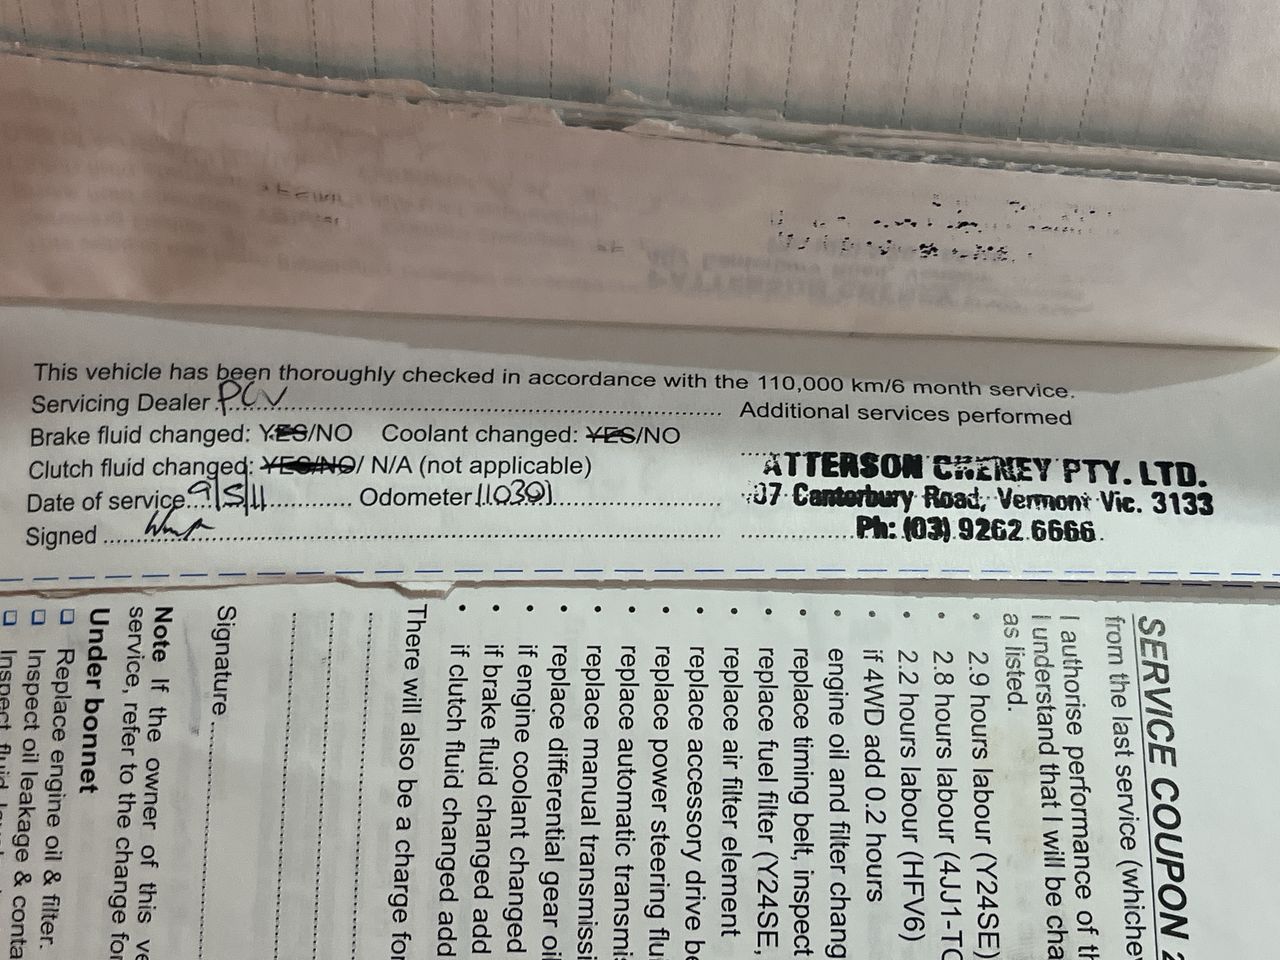 This vehicle has been thoroughly checked in accordance with the 110,000 km/6 month service.
Servicing Dealer PCV
Additional services performed
Brake fluid changed: YES/NO Coolant changed: YES/NO
Clutch fluid changed: YES/NO/ N/A (not applicable)
Date of service 9/5/11 Odometer 110301
Signed
ATTERSON CHENEY PTY. LTD.
07 Canterbury Road, Vermont Vic. 3133
Ph: (03) 9262 6666
SERVICE COUPON 2
from the last service (whichev
I authorise performance of th
I understand that I will be cha
as listed.
• 2.9 hours labour (Y24SE)
• 2.8 hours labour (4JJ1-TC
• 2.2 hours labour (HFV6)
• if 4WD add 0.2 hours
• engine oil and filter chang
• replace timing belt, inspect
• replace fuel filter (Y24SE,
• replace air filter element
• replace accessory drive be
• replace power steering flui
• replace automatic transmis
• replace manual transmissi
• replace differential gear oil
• if engine coolant changed
• if brake fluid changed add
• if clutch fluid changed add
There will also be a charge for
Signature
Note If the owner of this ve
service, refer to the change for
Under bonnet
Replace engine oil & filter.
Inspect oil leakage & conta
Inspect fluid